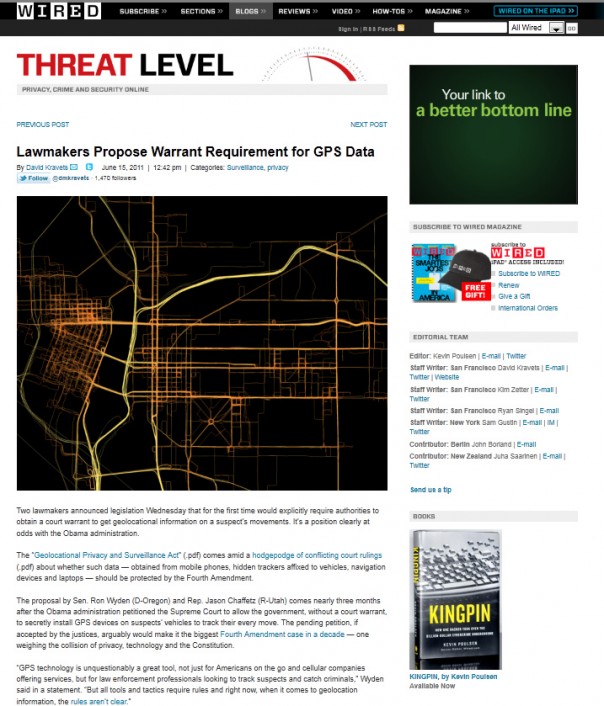 WIRED SUBSCRIBE >> SECTIONS >> BLOGS >> REVIEWS >> VIDEO >> HOW-TOS >> MAGAZINE >> WIRED ON THE IPAD >>
Sign In | RSS Feeds All Wired GO
THREAT LEVEL
PRIVACY, CRIME AND SECURITY ONLINE
PREVIOUS POST NEXT POST
Lawmakers Propose Warrant Requirement for GPS Data
By David Kravets June 15, 2011 | 12:42 pm | Categories: Surveillance, privacy
Follow @dmkravets · 1,470 followers
Two lawmakers announced legislation Wednesday that for the first time would explicitly require authorities to
obtain a court warrant to get geolocational information on a suspect's movements. It's a position clearly at
odds with the Obama administration.
The "Geolocational Privacy and Surveillance Act" (.pdf) comes amid a hodgepodge of conflicting court rulings
(.pdf) about whether such data — obtained from mobile phones, hidden trackers affixed to vehicles, navigation
devices and laptops — should be protected by the Fourth Amendment.
The proposal by Sen. Ron Wyden (D-Oregon) and Rep. Jason Chaffetz (R-Utah) comes nearly three months
after the Obama administration petitioned the Supreme Court to allow the government, without a court warrant,
to secretly install GPS devices on suspects' vehicles to track their every move. The pending petition, if
accepted by the justices, arguably would make it the biggest Fourth Amendment case in a decade — one
weighing the collision of privacy, technology and the Constitution.
"GPS technology is unquestionably a great tool, not just for Americans on the go and cellular companies
offering services, but for law enforcement professionals looking to track suspects and catch criminals," Wyden
said in a statement. "But all tools and tactics require rules and right now, when it comes to geolocation
information, the rules aren't clear."
Your link to
a better bottom line
SUBSCRIBE TO WIRED MAGAZINE
WIRED
THE
SMARTEST
JOBS
IN
AMERICA
FREE
GIFT!
subscribe to
WIRED
iPAD ACCESS INCLUDED!
Subscribe to WIRED
Renew
Give a Gift
International Orders
EDITORIAL TEAM
Editor: Kevin Poulsen | E-mail | Twitter
Staff Writer: San Francisco David Kravets | E-mail |
Twitter | Website
Staff Writer: San Francisco Kim Zetter | E-mail |
Twitter
Staff Writer: San Francisco Ryan Singel | E-mail |
Twitter
Staff Writer: New York Sam Gustin | E-mail | IM |
Twitter
Contributor: Berlin John Borland | E-mail
Contributor: New Zealand Juha Saarinen | E-mail |
Twitter
Send us a tip
BOOKS
KINGPIN
KEVIN POULSEN
KINGPIN, by Kevin Poulsen
Available Now